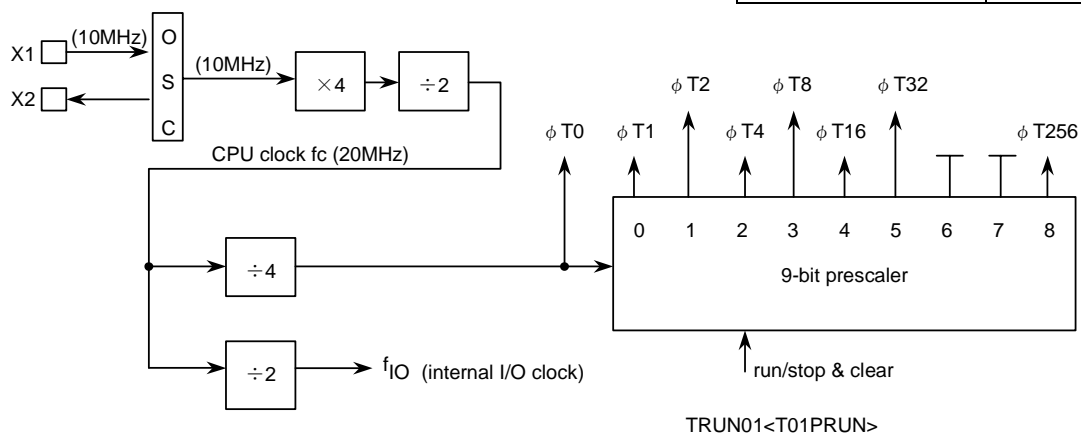 X1
(10MHz)
X2
O
S
C
(10MHz)
×4
÷2
CPU clock fc (20MHz)
φT0
φT1
φT2
φT4
φT8
φT16
φT32
φT256
0 1 2 3 4 5 6 7 8
9-bit prescaler
÷4
÷2
fIO (internal I/O clock)
run/stop & clear
TRUN01<T01PRUN>